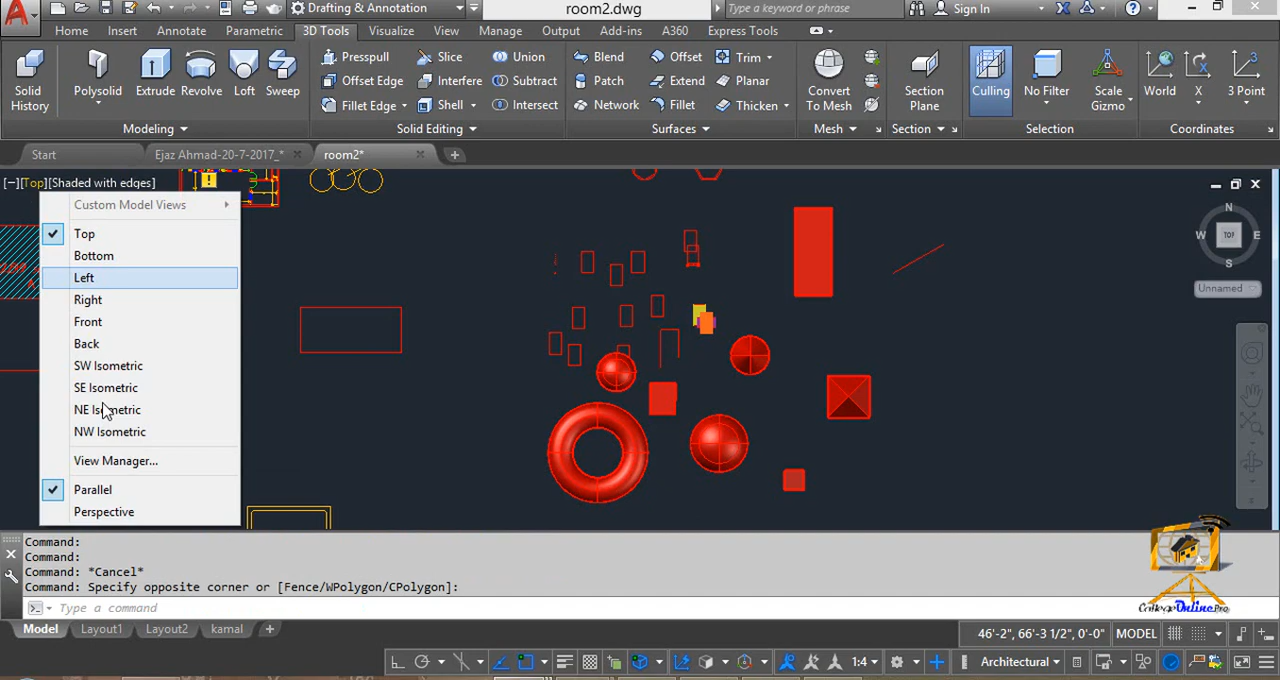 Drafting & Annotation
room2.dwg
Type a keyword or phrase
Sign In
Home Insert Annotate Parametric 3D Tools Visualize View Manage Output Add-ins A360 Express Tools
Presspull Slice Union Blend Offset Trim
Offset Edge Interfere Subtract Patch Extend Planar
Fillet Edge Shell Intersect Network Fillet Thicken
Solid History
Polysolid
Extrude
Revolve
Loft
Sweep
Convert To Mesh
Section Plane
Culling
No Filter
Scale Gizmo
World
X
3 Point
Modeling
Solid Editing
Surfaces
Mesh
Section
Selection
Coordinates
Start
Ejaz Ahmad-20-7-2017_*
room2*
[−][Top][Shaded with edges]
Custom Model Views
Top
Bottom
Left
Right
Front
Back
SW Isometric
SE Isometric
NE Isometric
NW Isometric
View Manager...
Parallel
Perspective
N
W TOP E
S
Unnamed
Command:
Command:
Command: *Cancel*
Command: Specify opposite corner or [Fence/WPolygon/CPolygon]:
Type a command
CollegeOnline.Pro
Model Layout1 Layout2 kamal
46'-2", 66'-3 1/2", 0'-0"
MODEL
1:4
Architectural